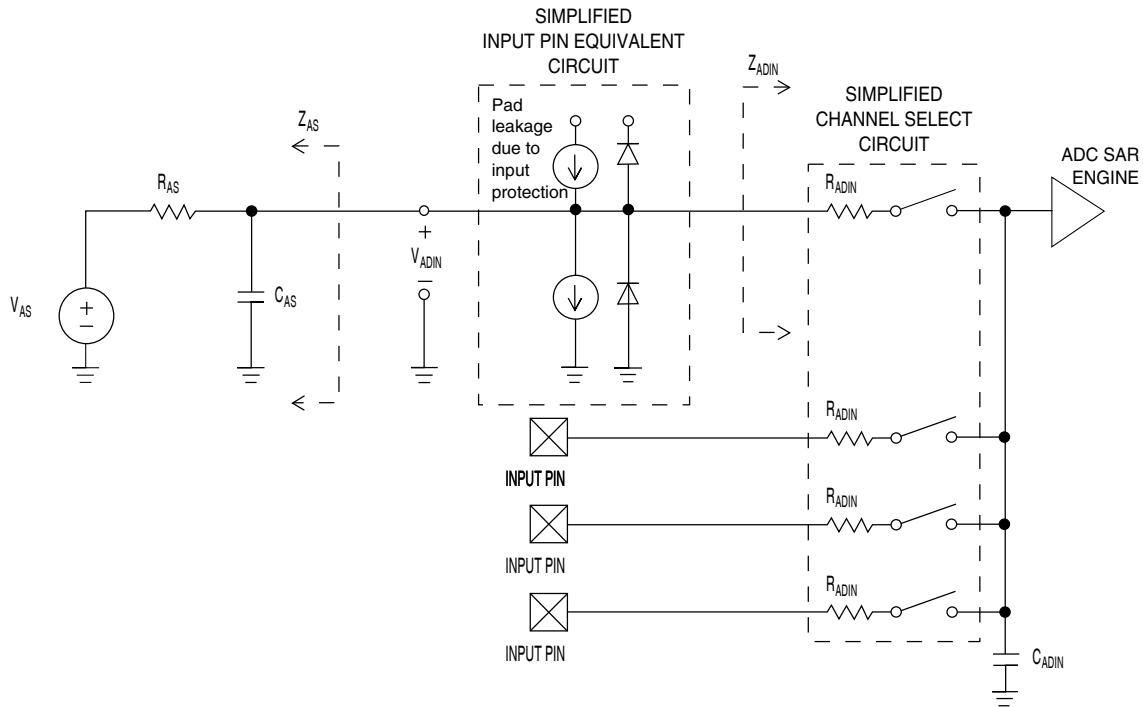 SIMPLIFIED
INPUT PIN EQUIVALENT
CIRCUIT
Z_ADIN
Pad
leakage
due to
input
protection
SIMPLIFIED
CHANNEL SELECT
CIRCUIT
Z_AS
ADC SAR
ENGINE
R_AS
R_ADIN
+
V_ADIN
–
V_AS
+
–
C_AS
R_ADIN
INPUT PIN
R_ADIN
INPUT PIN
R_ADIN
INPUT PIN
C_ADIN